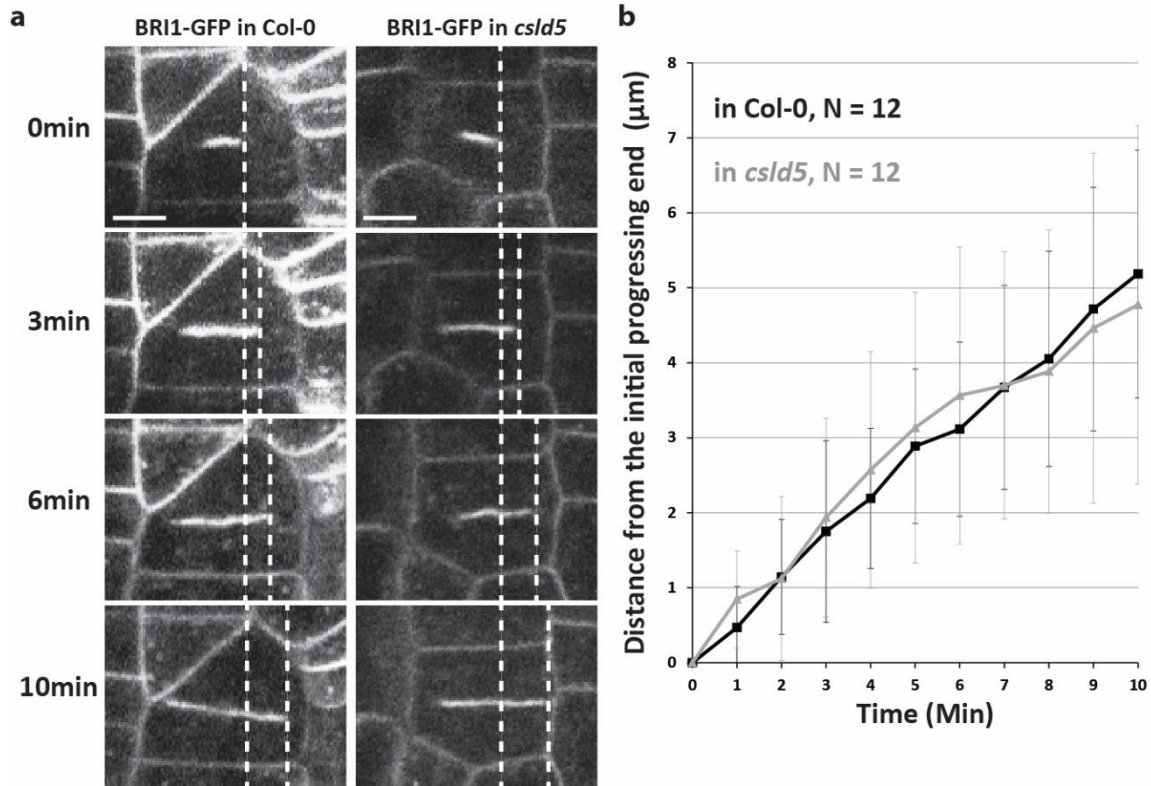 a
BRI1-GFP in Col-0
BRI1-GFP in csld5
0min
3min
6min
10min
b
8
7
6
5
4
3
2
1
0
in Col-0, N = 12
in csld5, N = 12
Distance from the initial progressing end (μm)
0 1 2 3 4 5 6 7 8 9 10
Time (Min)